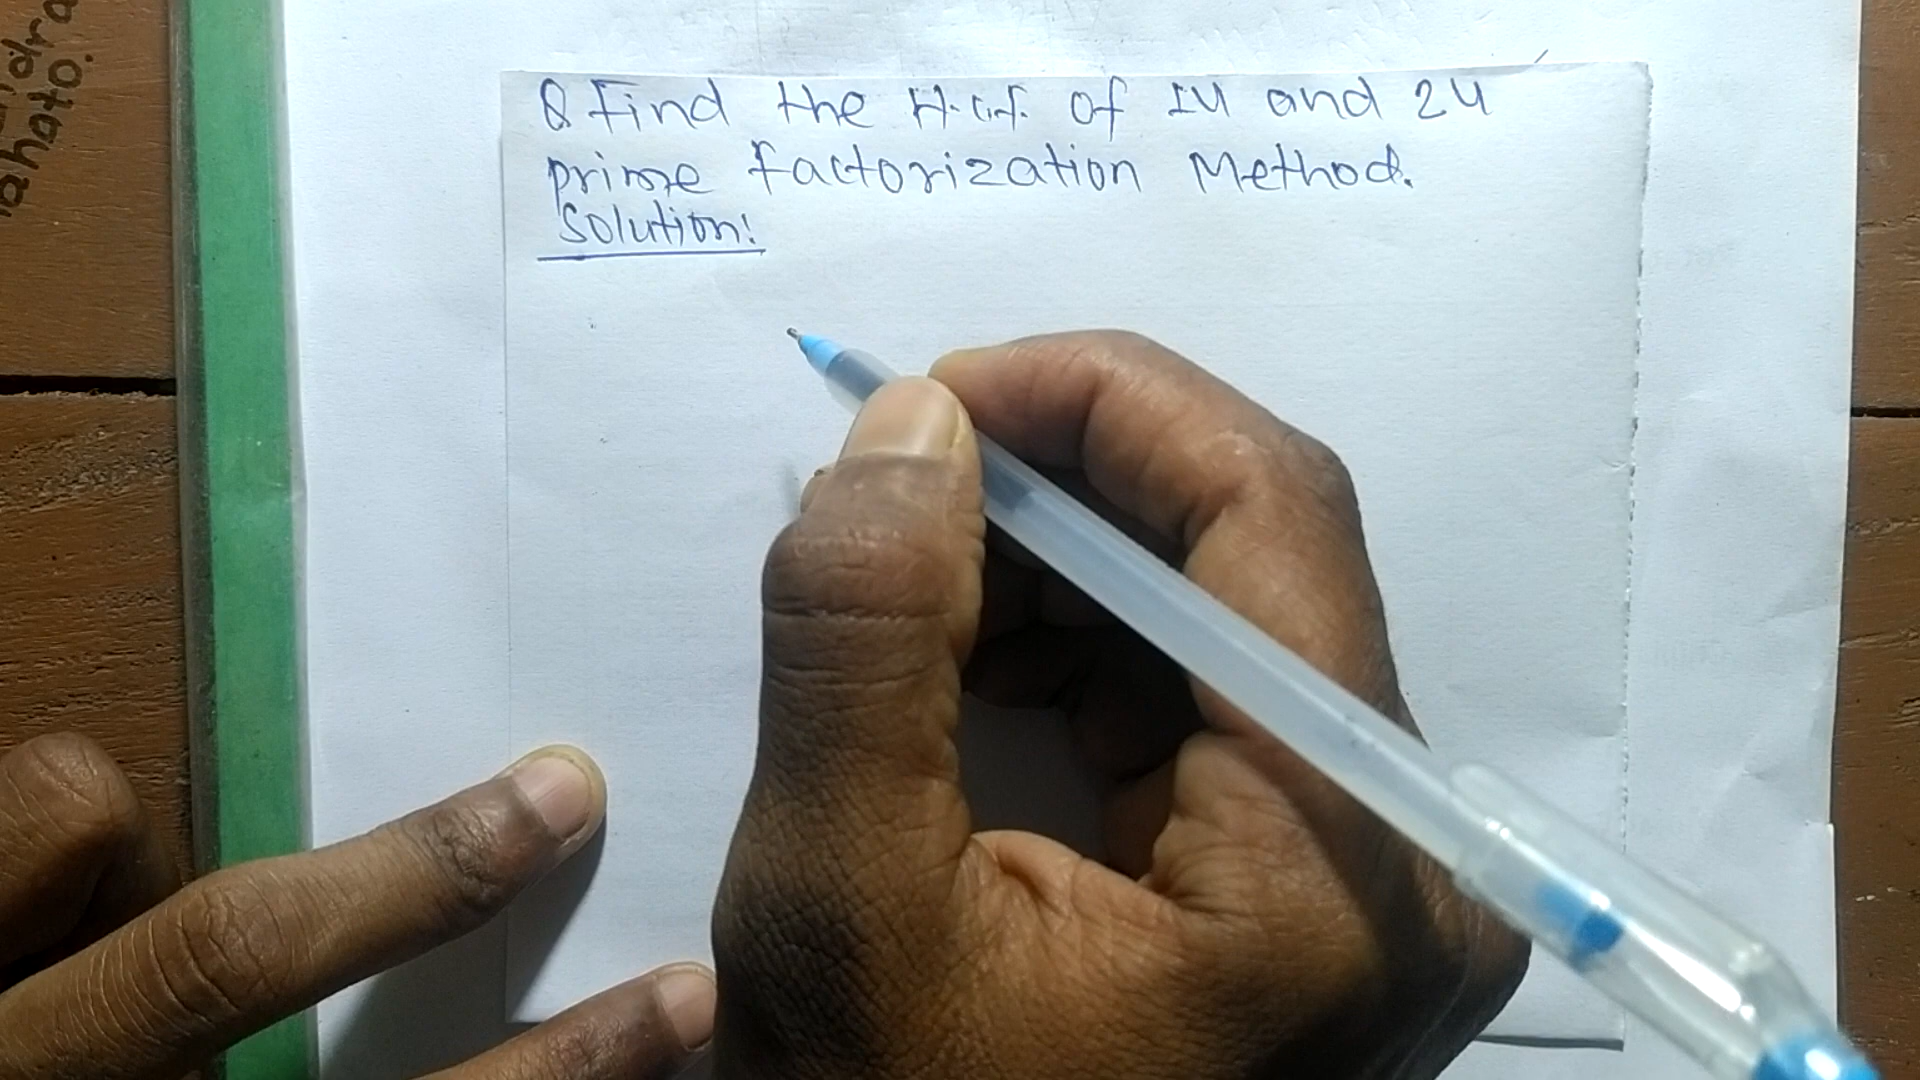 Q Find the H.C.f. of 14 and 24
prime factorization Method.
Solution: